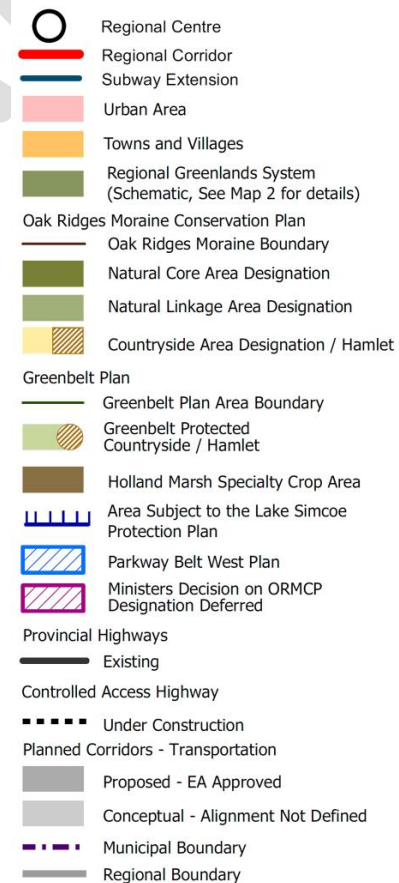 Regional Centre
Regional Corridor
Subway Extension
Urban Area
Towns and Villages
Regional Greenlands System
(Schematic, See Map 2 for details)
Oak Ridges Moraine Conservation Plan
Oak Ridges Moraine Boundary
Natural Core Area Designation
Natural Linkage Area Designation
Countryside Area Designation / Hamlet
Greenbelt Plan
Greenbelt Plan Area Boundary
Greenbelt Protected
Countryside / Hamlet
Holland Marsh Specialty Crop Area
Area Subject to the Lake Simcoe
Protection Plan
Parkway Belt West Plan
Ministers Decision on ORMCP
Designation Deferred
Provincial Highways
Existing
Controlled Access Highway
Under Construction
Planned Corridors - Transportation
Proposed - EA Approved
Conceptual - Alignment Not Defined
Municipal Boundary
Regional Boundary